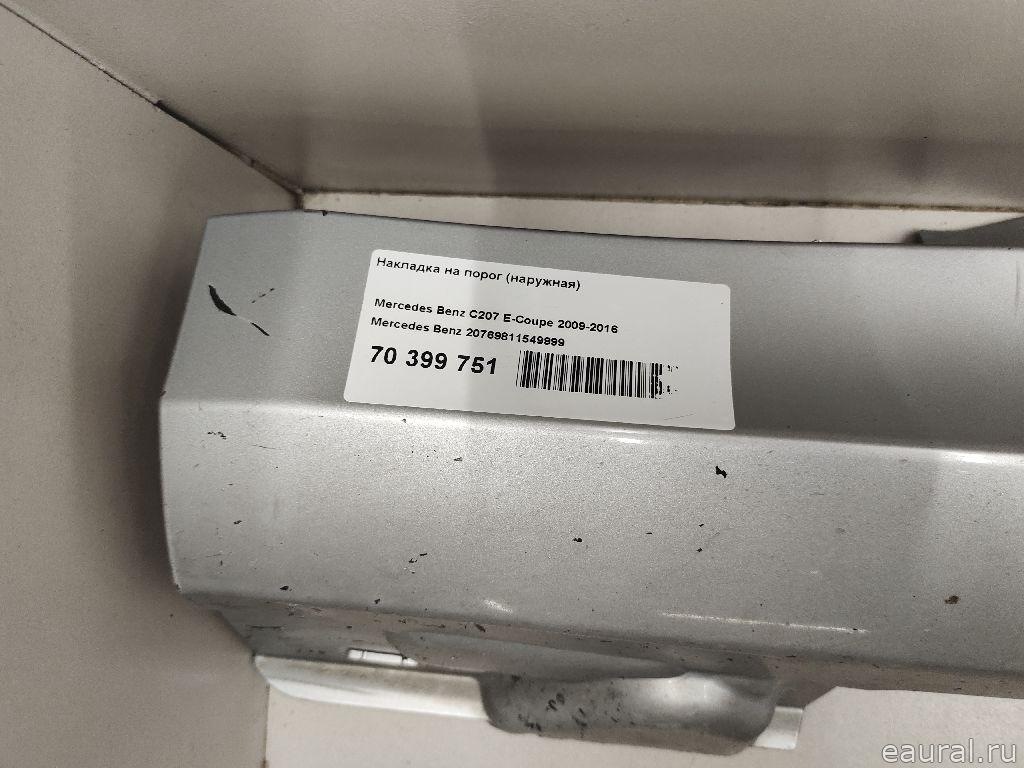 Накладка на порог (наружная)
Mercedes Benz C207 E-Coupe 2009-2016
Mercedes Benz 20769811549999
70 399 751
eaural.ru